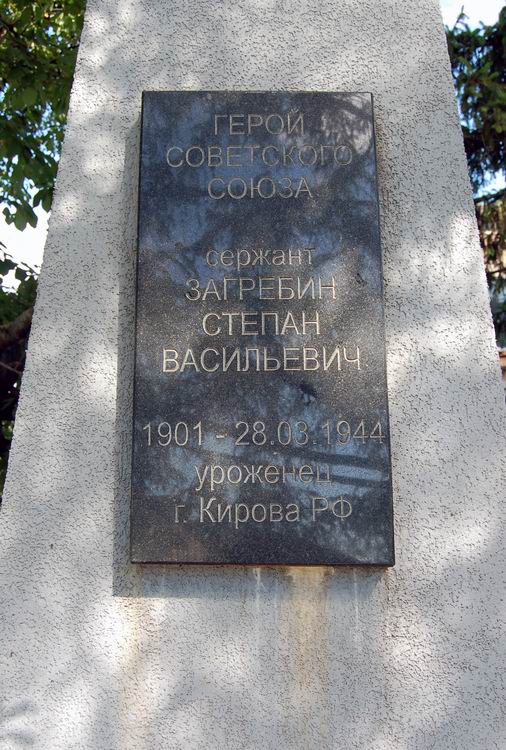 ГЕРОЙ
СОВЕТСКОГО
СОЮЗА
сержант
ЗАГРЕБИН
СТЕПАН
ВАСИЛЬЕВИЧ
1901 - 28.03.1944
уроженец
г. Кирова РФ